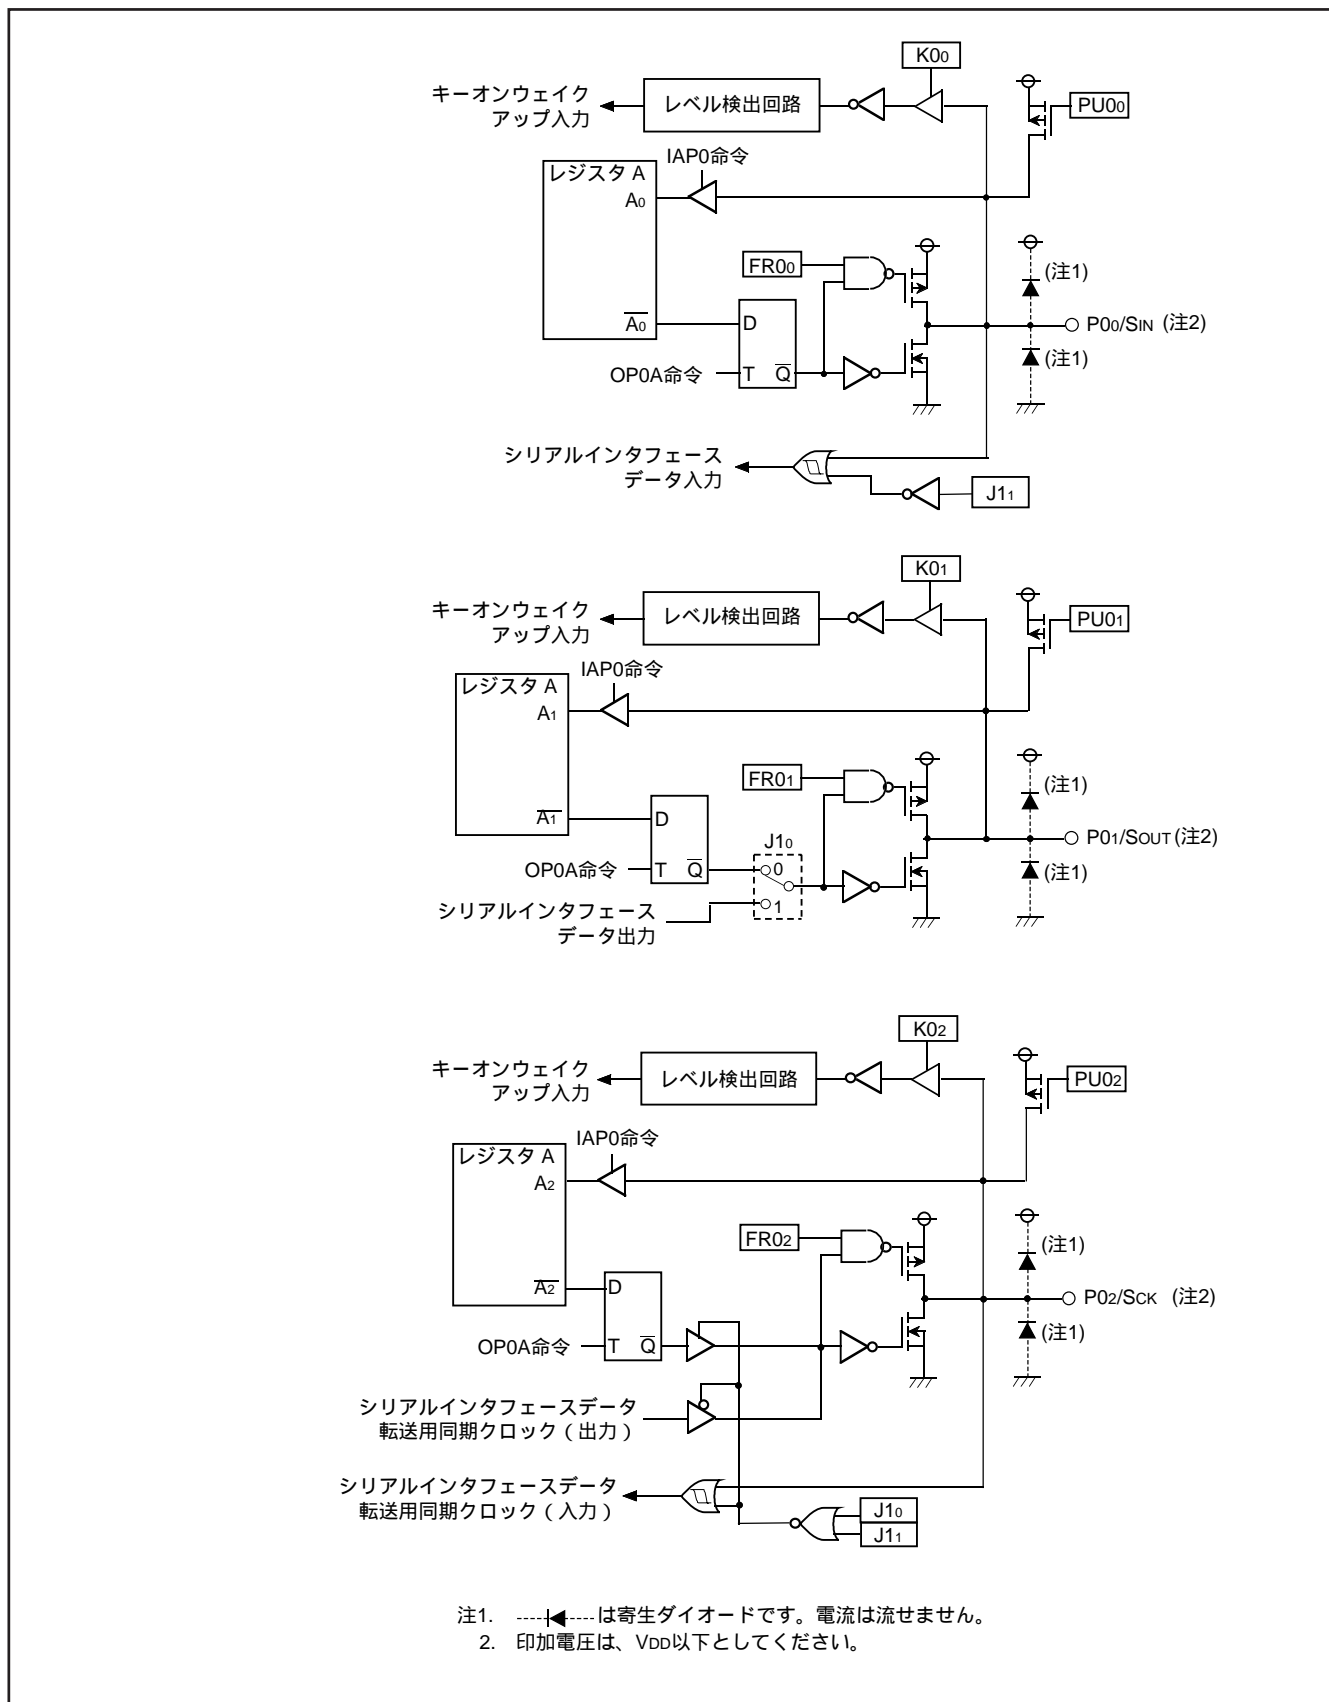 K00
キーオンウェイク
アップ入力
レベル検出回路
PU00
IAP0命令
レジスタ A
A0
FR00
(注1)
A0
D
P00/SIN (注2)
OP0A命令
T
Q
(注1)
シリアルインタフェース
データ入力
J11
K01
キーオンウェイク
アップ入力
レベル検出回路
PU01
IAP0命令
レジスタ A
A1
FR01
(注1)
A1
D
J10
P01/SOUT (注2)
OP0A命令
T
Q
0
(注1)
シリアルインタフェース
データ出力
1
K02
キーオンウェイク
アップ入力
レベル検出回路
PU02
IAP0命令
レジスタ A
A2
FR02
(注1)
A2
D
P02/SCK (注2)
OP0A命令
T
Q
(注1)
シリアルインタフェースデータ
転送用同期クロック(出力)
シリアルインタフェースデータ
転送用同期クロック(入力)
J10
J11
注1. は寄生ダイオードです。電流は流せません。
2. 印加電圧は、VDD以下としてください。